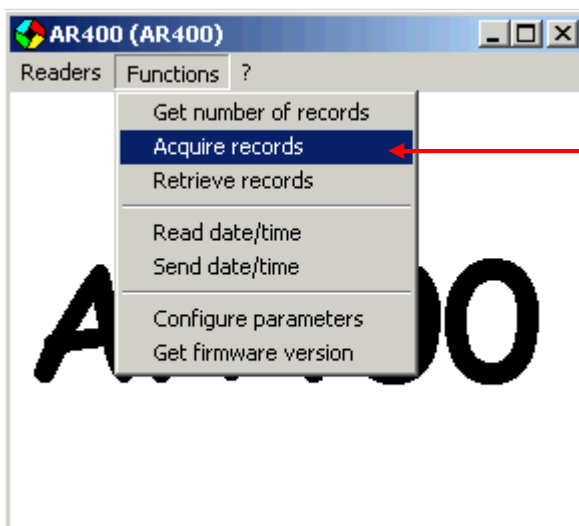 AR400 (AR400)
Readers Functions ?
Get number of records
Acquire records
Retrieve records
Read date/time
Send date/time
Configure parameters
Get firmware version